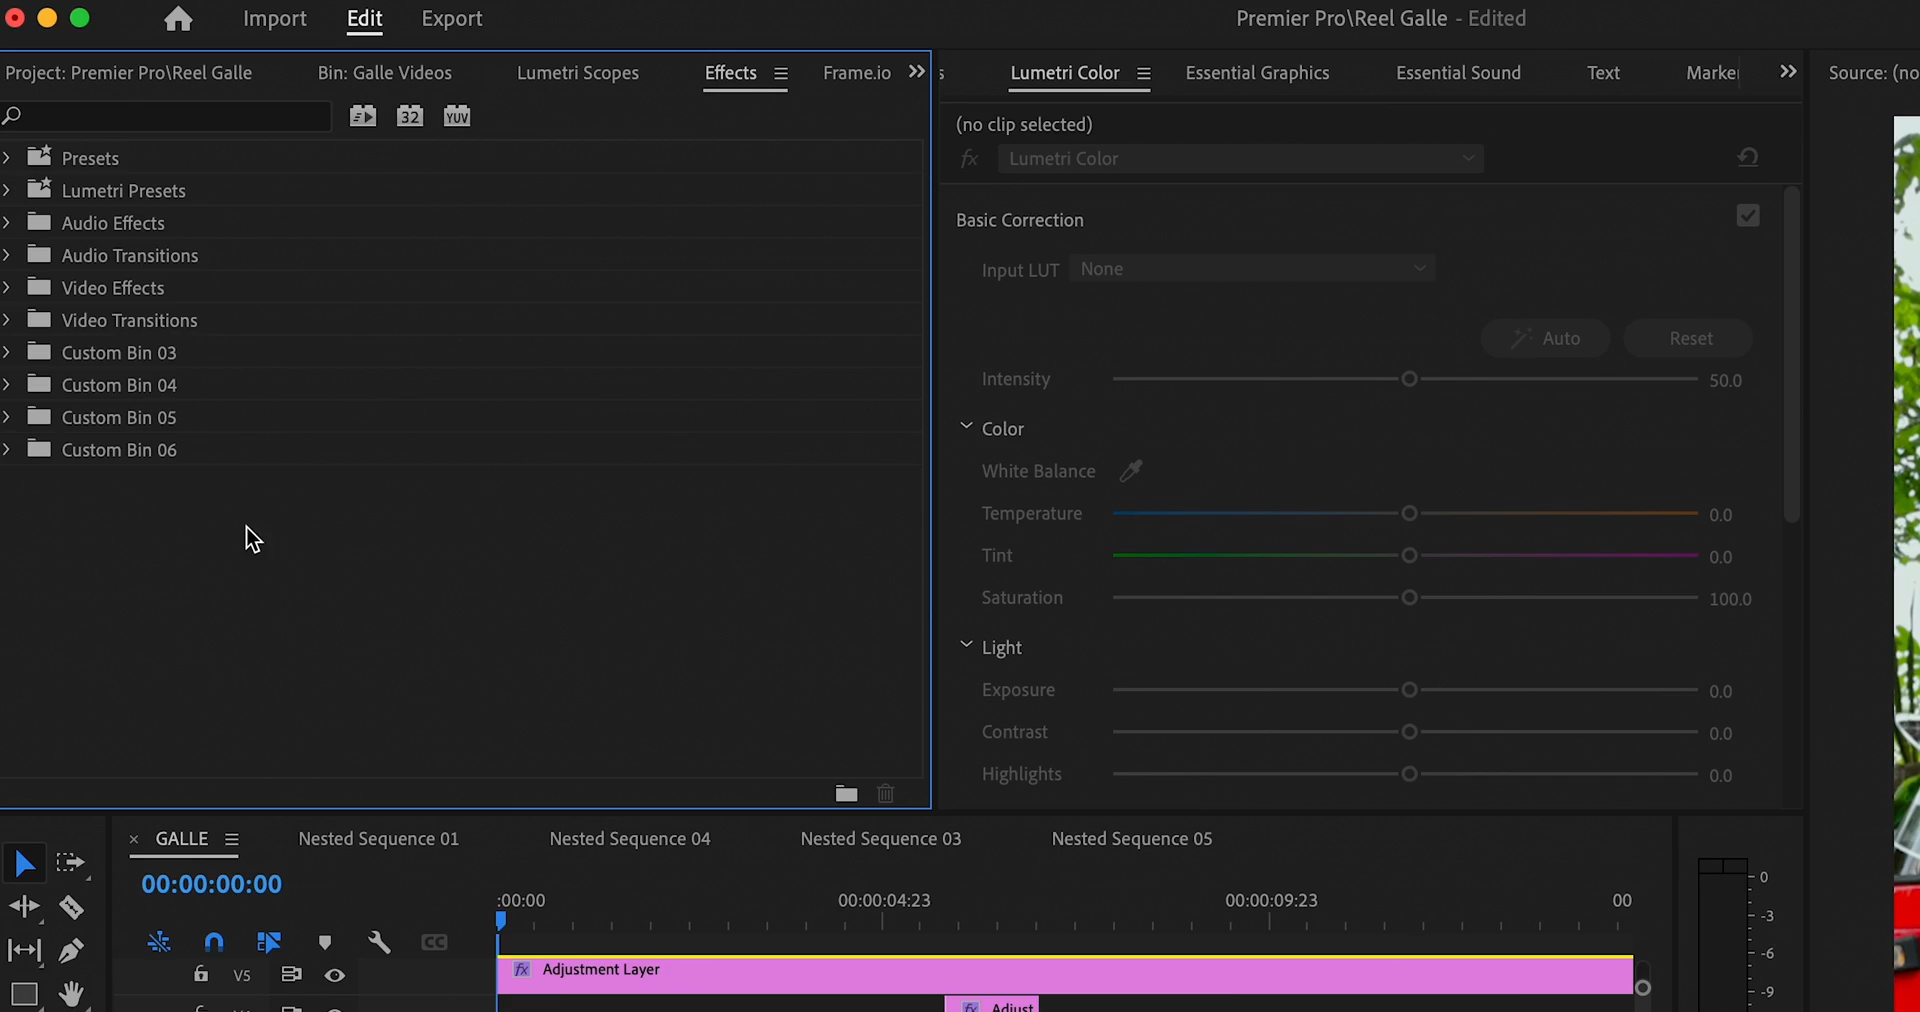 Import Edit Export
Premier Pro\Reel Galle - Edited
Project: Premier Pro\Reel Galle Bin: Galle Videos Lumetri Scopes Effects Frame.io
s Lumetri Color Essential Graphics Essential Sound Text Marke
Source: (no
32 YUV
Presets
Lumetri Presets
Audio Effects
Audio Transitions
Video Effects
Video Transitions
Custom Bin 03
Custom Bin 04
Custom Bin 05
Custom Bin 06
(no clip selected)
fx Lumetri Color
Basic Correction
Input LUT None
Auto Reset
Intensity 50.0
Color
White Balance
Temperature 0.0
Tint 0.0
Saturation 100.0
Light
Exposure 0.0
Contrast 0.0
Highlights 0.0
× GALLE Nested Sequence 01 Nested Sequence 04 Nested Sequence 03 Nested Sequence 05
00:00:00:00
:00:00 00:00:04:23 00:00:09:23 00
CC
V5
fx Adjustment Layer
fx Adjust
0
-3
-6
-9